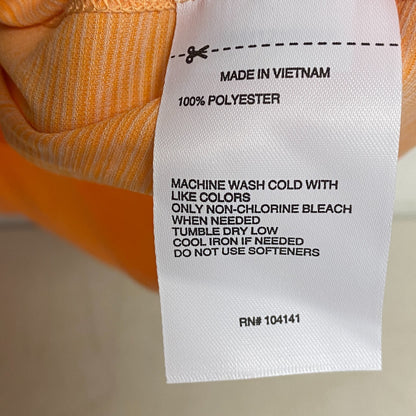 MADE IN VIETNAM
100% POLYESTER
MACHINE WASH COLD WITH
LIKE COLORS
ONLY NON-CHLORINE BLEACH
WHEN NEEDED
TUMBLE DRY LOW
COOL IRON IF NEEDED
DO NOT USE SOFTENERS
RN# 104141